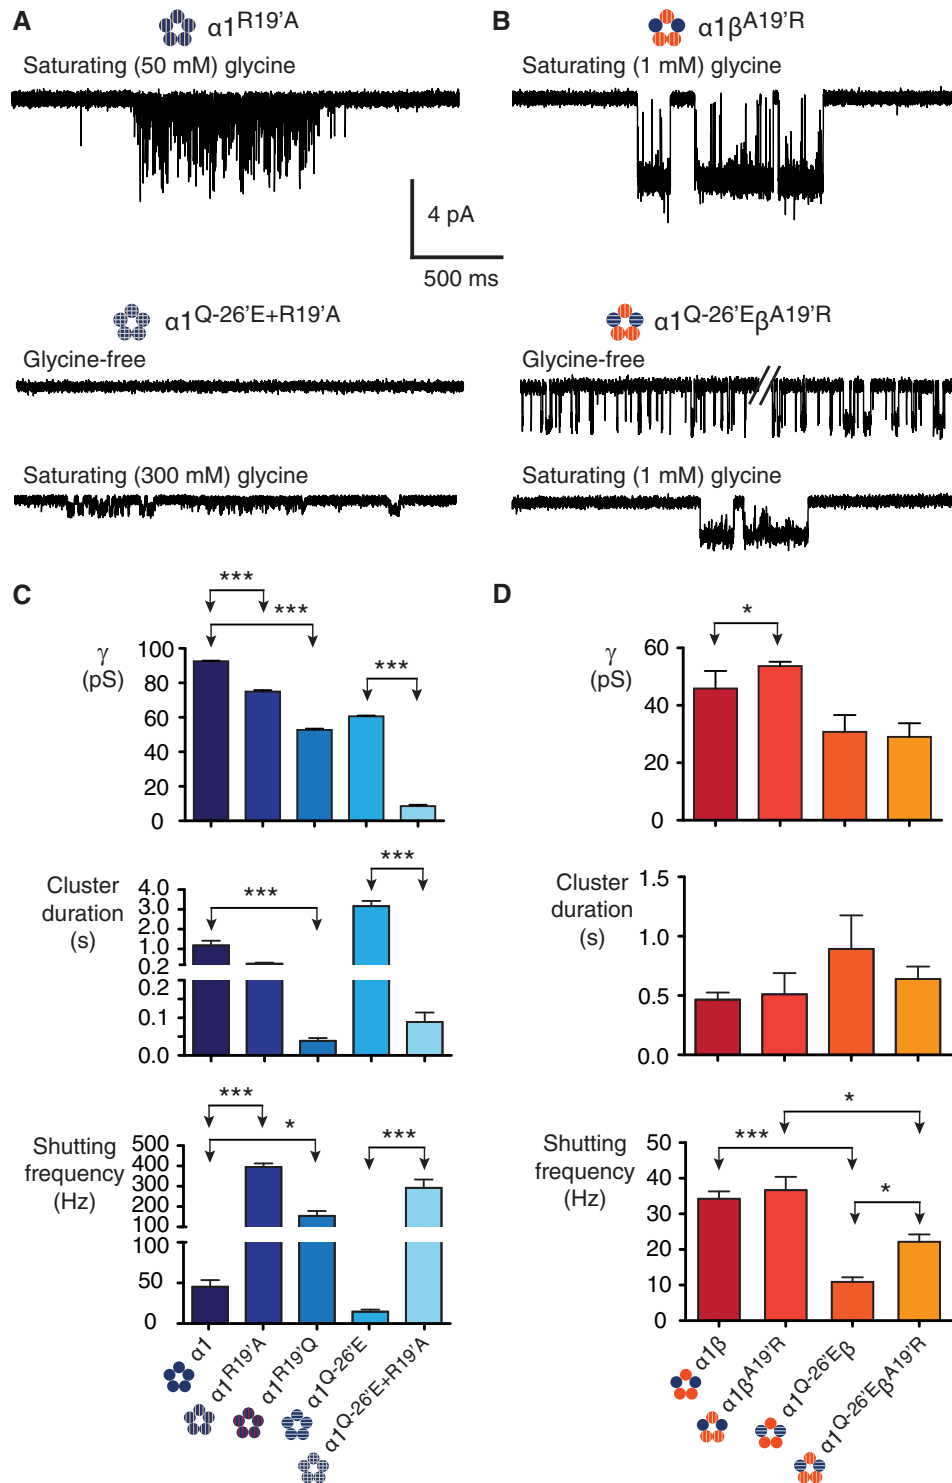 A
α1R19'A
Saturating (50 mM) glycine
4 pA
500 ms
α1Q-26'E+R19'A
Glycine-free
Saturating (300 mM) glycine
B
α1βA19'R
Saturating (1 mM) glycine
α1Q-26'EβA19'R
Glycine-free
Saturating (1 mM) glycine
C
***
***
***
γ
(pS)
100
80
60
40
20
0
***
***
Cluster
duration
(s)
4.0
3.0
2.0
1.0
0.2
0.1
0.0
***
*
***
Shutting
frequency
(Hz)
500
400
300
200
100
100
50
0
α1
α1R19'A
α1R19'Q
α1Q-26'E
α1Q-26'E+R19'A
D
*
γ
(pS)
60
40
20
0
Cluster
duration
(s)
1.5
1.0
0.5
0.0
*
***
*
Shutting
frequency
(Hz)
50
40
30
20
10
0
α1β
α1βA19'R
α1Q-26'Eβ
α1Q-26'EβA19'R